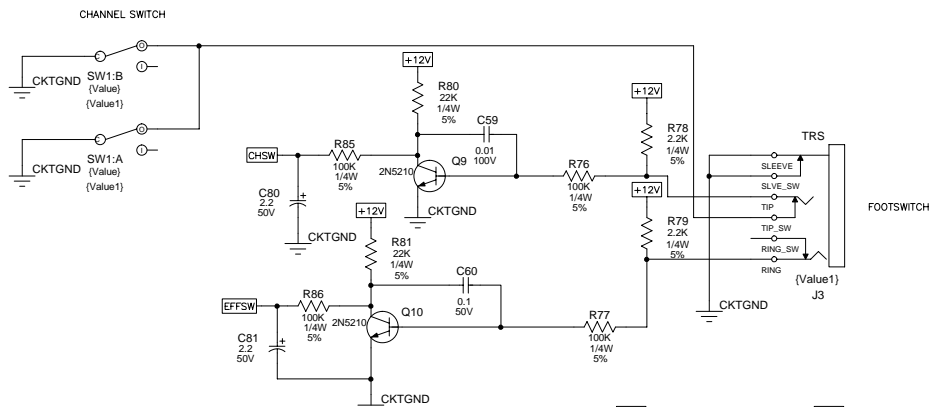 CHANNEL SWITCH
CKTGND
SW1:B
{Value}
{Value1}
CKTGND
SW1:A
{Value}
{Value1}
+12V
R80
22K
1/4W
5%
C59
0.01
100V
CHSW
R85
100K
1/4W
5%
2N5210
Q9
C80
2.2
50V
+
CKTGND
CKTGND
R76
100K
1/4W
5%
+12V
R78
2.2K
1/4W
5%
+12V
R79
2.2K
1/4W
5%
TRS
SLEEVE
SLVE_SW
TIP
TIP_SW
RING_SW
RING
FOOTSWITCH
{Value1}
J3
CKTGND
+12V
R81
22K
1/4W
5%
C60
0.1
50V
EFFSW
R86
100K
1/4W
5%
2N5210
Q10
C81
2.2
50V
+
R77
100K
1/4W
5%
CKTGND